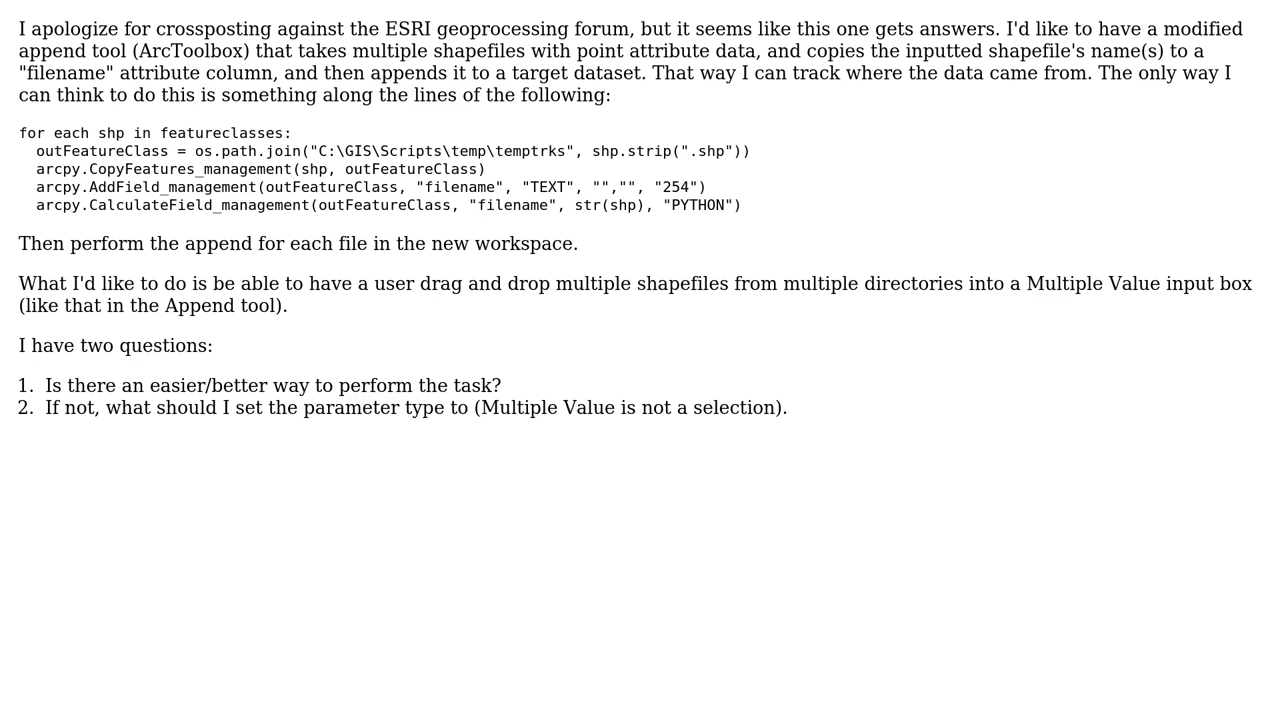 I apologize for crossposting against the ESRI geoprocessing forum, but it seems like this one gets answers. I'd like to have a modified
append tool (ArcToolbox) that takes multiple shapefiles with point attribute data, and copies the inputted shapefile's name(s) to a
"filename" attribute column, and then appends it to a target dataset. That way I can track where the data came from. The only way I
can think to do this is something along the lines of the following:
for each shp in featureclasses:
  outFeatureClass = os.path.join("C:\GIS\Scripts\temp\temptrks", shp.strip(".shp"))
  arcpy.CopyFeatures_management(shp, outFeatureClass)
  arcpy.AddField_management(outFeatureClass, "filename", "TEXT", "","", "254")
  arcpy.CalculateField_management(outFeatureClass, "filename", str(shp), "PYTHON")
Then perform the append for each file in the new workspace.
What I'd like to do is be able to have a user drag and drop multiple shapefiles from multiple directories into a Multiple Value input box
(like that in the Append tool).
I have two questions:
1. Is there an easier/better way to perform the task?
2. If not, what should I set the parameter type to (Multiple Value is not a selection).